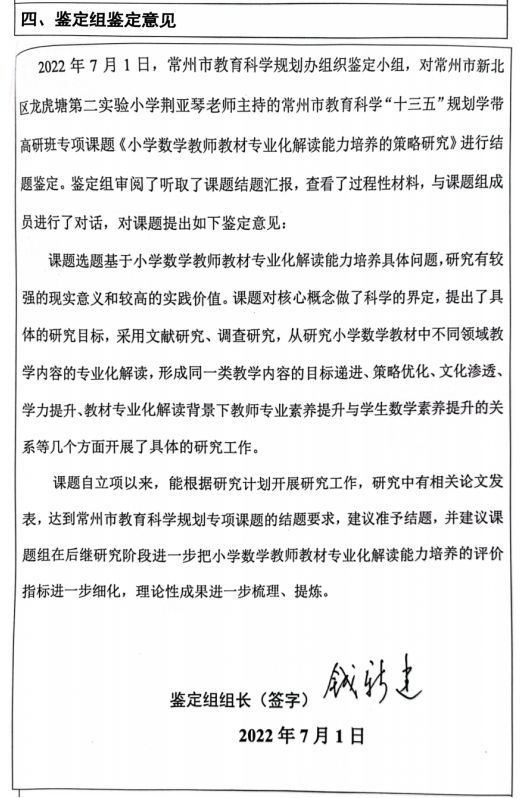 四、鉴定组鉴定意见
2022年7月1日，常州市教育科学规划办组织鉴定小组，对常州市新北
区龙虎塘第二实验小学荆亚琴老师主持的常州市教育科学“十三五”规划学带
高研班专项课题《小学数学教师教材专业化解读能力培养的策略研究》进行结
题鉴定。鉴定组审阅了听取了课题结题汇报，查看了过程性材料，与课题组成
员进行了对话，对课题提出如下鉴定意见：
课题选题基于小学数学教师教材专业化解读能力培养具体问题，研究有较
强的现实意义和较高的实践价值。课题对核心概念做了科学的界定，提出了具
体的研究目标，采用文献研究、调查研究，从研究小学数学教材中不同领域教
学内容的专业化解读，形成同一类教学内容的目标递进、策略优化、文化渗透、
学力提升、教材专业化解读背景下教师专业素养提升与学生数学素养提升的关
系等几个方面开展了具体的研究工作。
课题自立项以来，能根据研究计划开展研究工作，研究中有相关论文发
表，达到常州市教育科学规划专项课题的结题要求，建议准予结题，并建议课
题组在后继研究阶段进一步把小学数学教师教材专业化解读能力培养的评价
指标进一步细化，理论性成果进一步梳理、提炼。
鉴定组组长（签字）
2022年7月1日